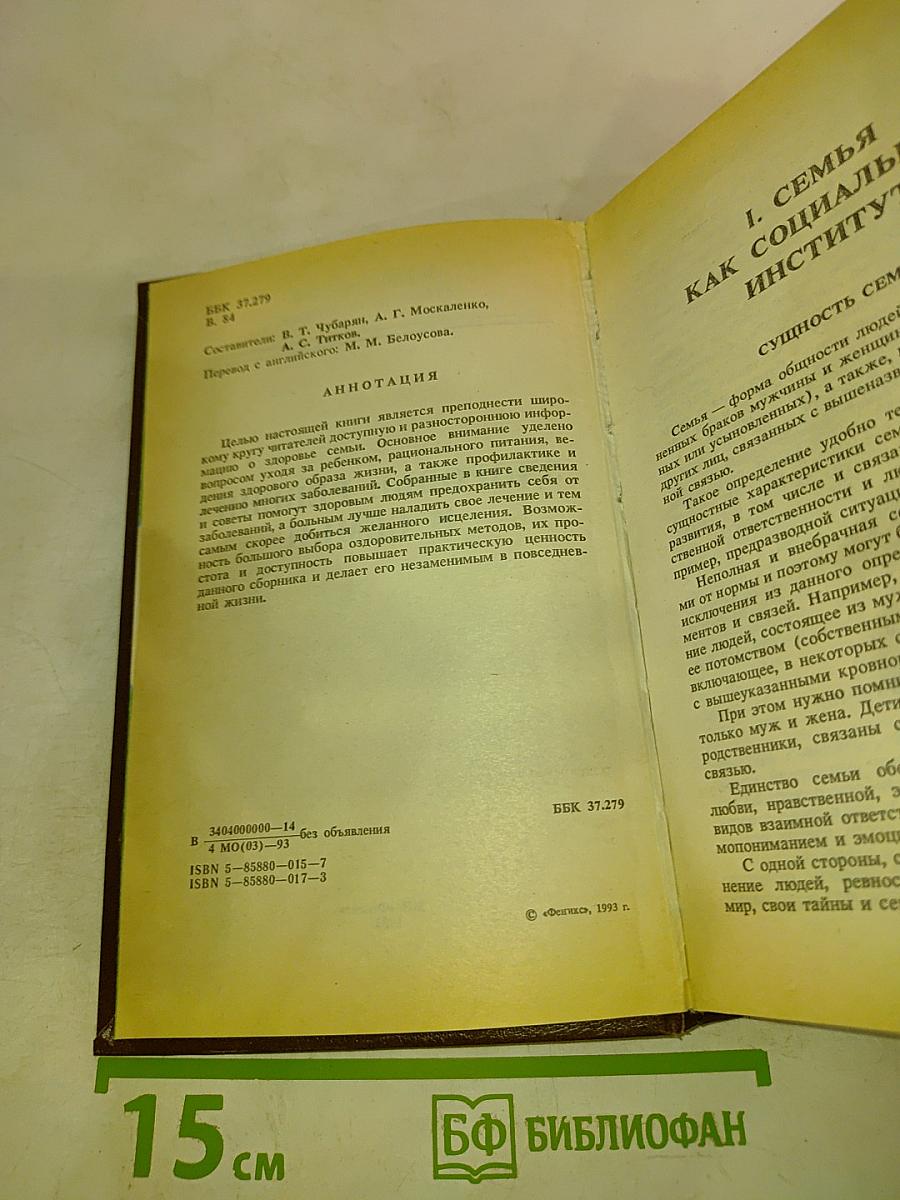 ББК 37.279
В. 84
Составители: В. Т. Чубарян, А. Г. Москаленко,
А. С. Титков.
Перевод с английского: М. М. Белоусова.
АННОТАЦИЯ
Целью настоящей книги является преподнести широ-
кому кругу читателей доступную и разностороннюю инфор-
мацию о здоровье семьи. Основное внимание уделено
вопросом ухода за ребенком, рационального питания, ве-
дения здорового образа жизни, а также профилактике и
лечению многих заболеваний. Собранные в книге сведения
и советы помогут здоровым людям предохранить себя от
заболеваний, а больным лучше наладить свое лечение и тем
самым скорее добиться желанного исцеления. Возмож-
ность большого выбора оздоровительных методов, их про-
стота и доступность повышает практическую ценность
данного сборника и делает его незаменимым в повседнев-
ной жизни.
В 3404000000—14
4 МО(03)—93 без объявления
ББК 37.279
ISBN 5—85880—015—7
ISBN 5—85880—017—3
© «Феникс», 1993 г.
I. СЕМЬЯ
КАК СОЦИАЛЬ
ИНСТИТУТ
СУЩНОСТЬ СЕМ
Семья — форма общности людей
ненных браков мужчины и женщин
ных или усыновленных), а также,
других лиц, связанных с вышеназв
ной связью.
Такое определение удобно те
сущностные характеристики сем
развития, в том числе и связа
ственной ответственности и лю
пример, предразводной ситуаци
Неполная и внебрачная се
ми от нормы и поэтому могут б
исключения из данного опре
ментов и связей. Например,
ние людей, состоящее из муж
ее потомством (собственным
включающее, в некоторых с
с вышеуказанными кровно
При этом нужно помни
только муж и жена. Дети
родственники, связаны с
связью.
Единство семьи обе
любви, нравственной, э
видов взаимной ответст
мопониманием и эмоц
С одной стороны, с
нение людей, ревнос
мир, свои тайны и се
15 см
БФ БИБЛИОФАН